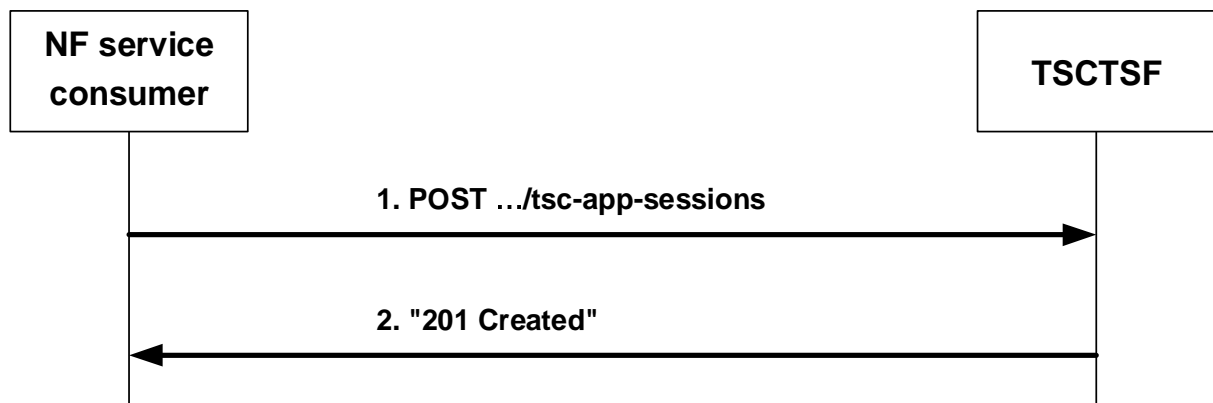 NF service
consumer
TSCTSF
1. POST …/tsc-app-sessions
2. "201 Created"